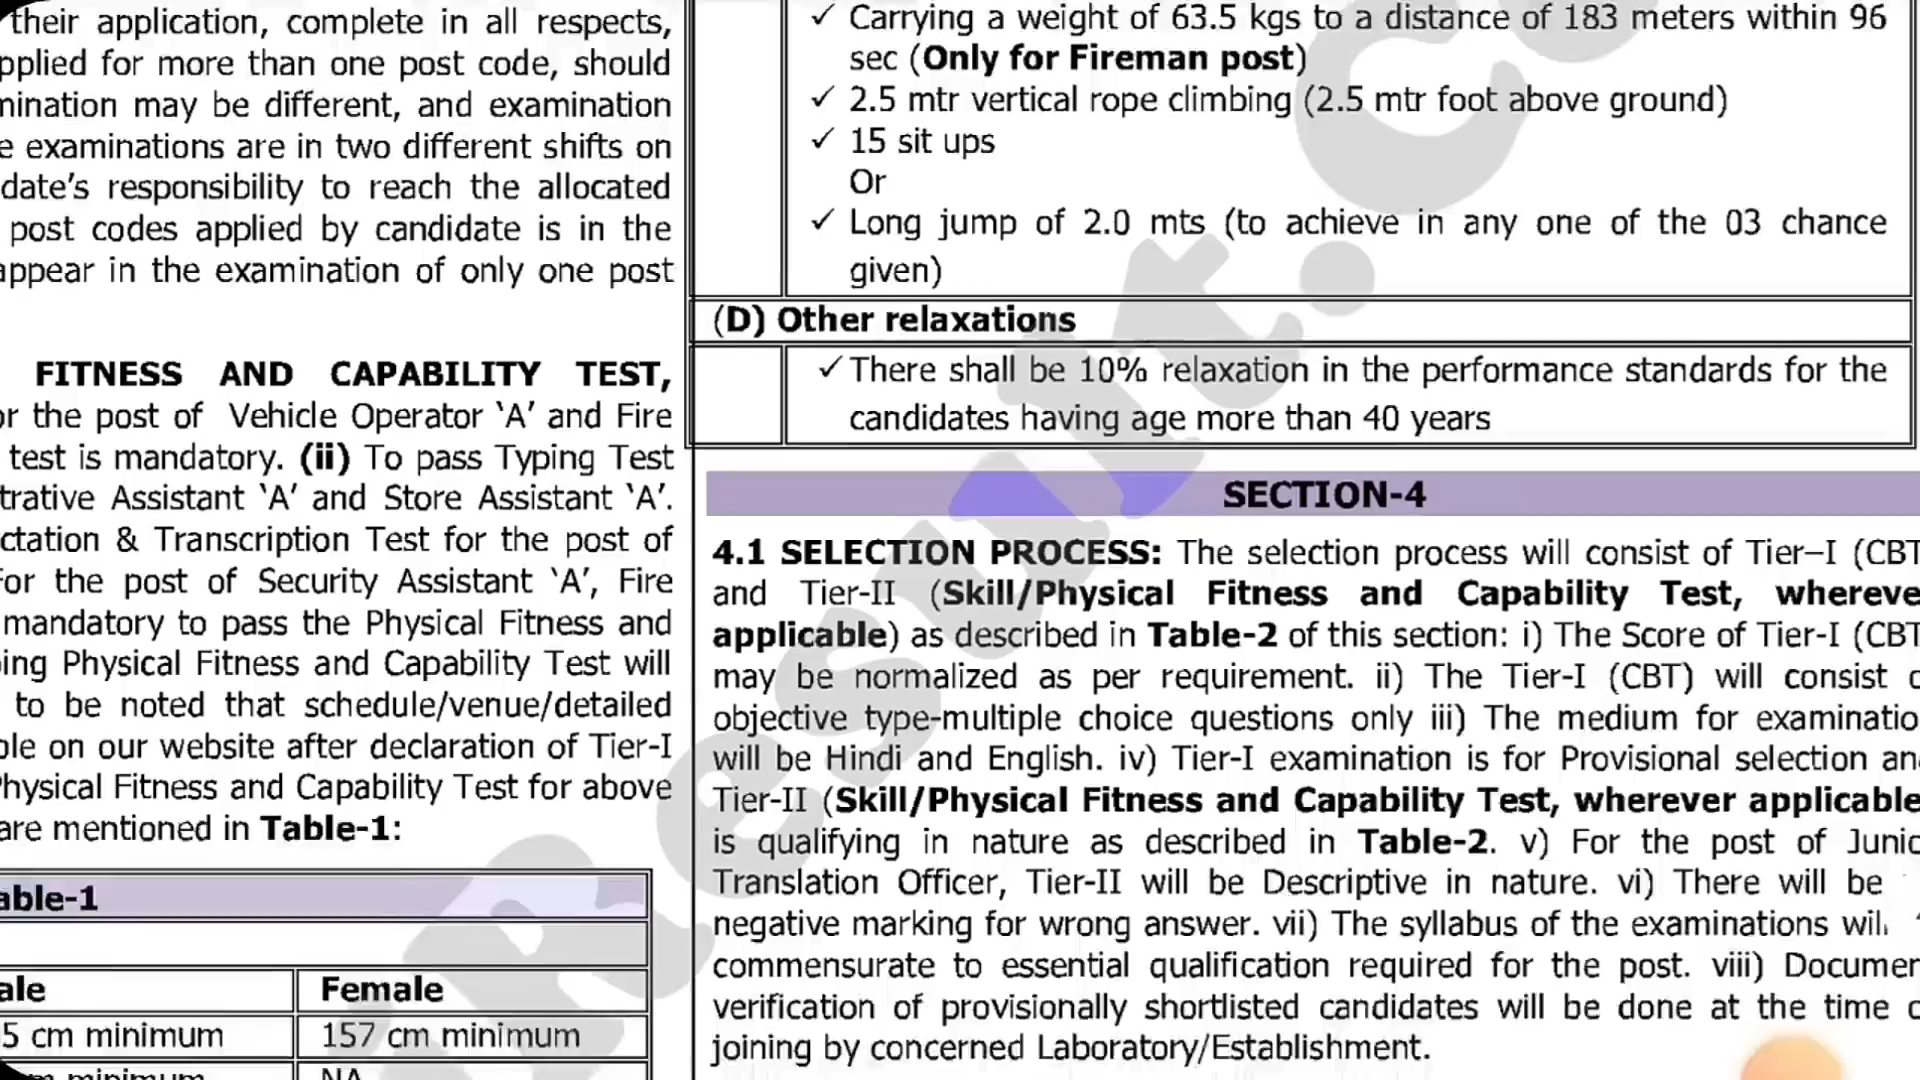 their application, complete in all respects,
pplied for more than one post code, should
mination may be different, and examination
e examinations are in two different shifts on
date's responsibility to reach the allocated
post codes applied by candidate is in the
appear in the examination of only one post
FITNESS AND CAPABILITY TEST,
or the post of Vehicle Operator 'A' and Fire
test is mandatory. (ii) To pass Typing Test
trative Assistant 'A' and Store Assistant 'A'.
ctation & Transcription Test for the post of
For the post of Security Assistant 'A', Fire
mandatory to pass the Physical Fitness and
ing Physical Fitness and Capability Test will
to be noted that schedule/venue/detailed
ble on our website after declaration of Tier-I
Physical Fitness and Capability Test for above
are mentioned in Table-1:
able-1
ale Female
5 cm minimum 157 cm minimum
cm minimum NA
✓ Carrying a weight of 63.5 kgs to a distance of 183 meters within 96
sec (Only for Fireman post)
✓ 2.5 mtr vertical rope climbing (2.5 mtr foot above ground)
✓ 15 sit ups
Or
✓ Long jump of 2.0 mts (to achieve in any one of the 03 chance
given)
(D) Other relaxations
✓ There shall be 10% relaxation in the performance standards for the
candidates having age more than 40 years
SECTION-4
4.1 SELECTION PROCESS: The selection process will consist of Tier–I (CBT
and Tier-II (Skill/Physical Fitness and Capability Test, whereve
applicable) as described in Table-2 of this section: i) The Score of Tier-I (CBT
may be normalized as per requirement. ii) The Tier-I (CBT) will consist o
objective type-multiple choice questions only iii) The medium for examinatio
will be Hindi and English. iv) Tier-I examination is for Provisional selection an
Tier-II (Skill/Physical Fitness and Capability Test, wherever applicable
is qualifying in nature as described in Table-2. v) For the post of Junio
Translation Officer, Tier-II will be Descriptive in nature. vi) There will be
negative marking for wrong answer. vii) The syllabus of the examinations wil
commensurate to essential qualification required for the post. viii) Documen
verification of provisionally shortlisted candidates will be done at the time o
joining by concerned Laboratory/Establishment.
Result.c